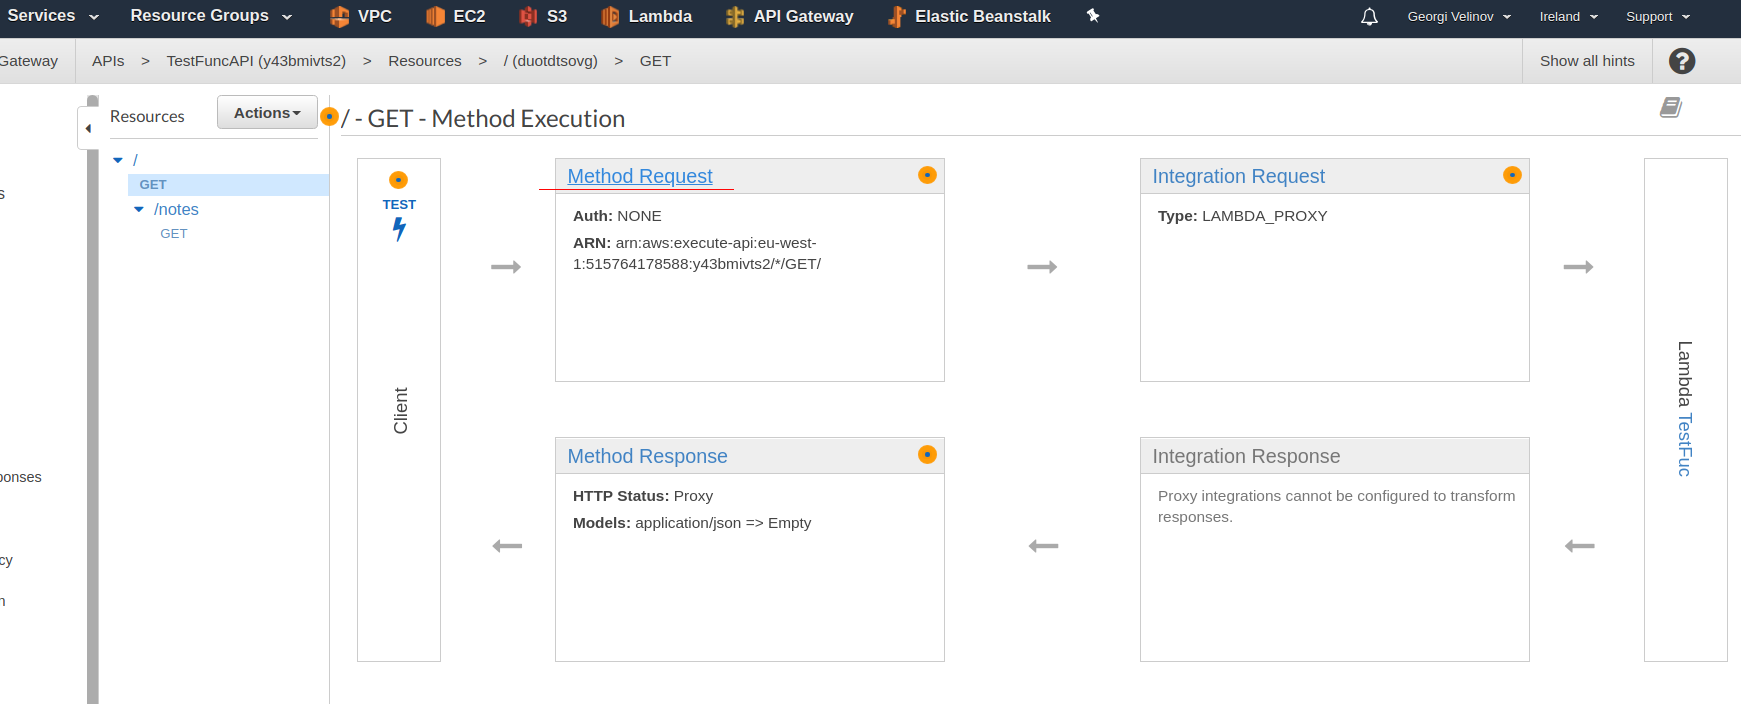 Services Resource Groups VPC EC2 S3 Lambda API Gateway Elastic Beanstalk Georgi Velinov Ireland Support
Gateway APIs > TestFuncAPI (y43bmivts2) > Resources > / (duotdtsovg) > GET Show all hints ?
Resources Actions
/ - GET - Method Execution
/
GET
/notes
GET
s
ponses
cy
n
TEST
Client
Method Request
Auth: NONE
ARN: arn:aws:execute-api:eu-west-
1:515764178588:y43bmivts2/*/GET/
Integration Request
Type: LAMBDA_PROXY
Method Response
HTTP Status: Proxy
Models: application/json => Empty
Integration Response
Proxy integrations cannot be configured to transform
responses.
Lambda TestFuc